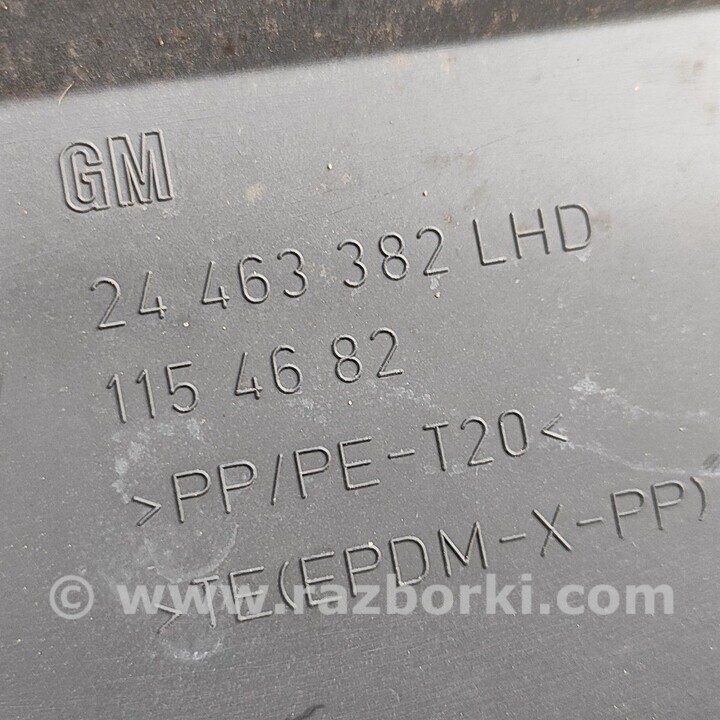 GM
24 463 382 LHD
115 46 82
>PP/PE-T20<
>TE(EPDM-X-PP)
© www.razborki.com